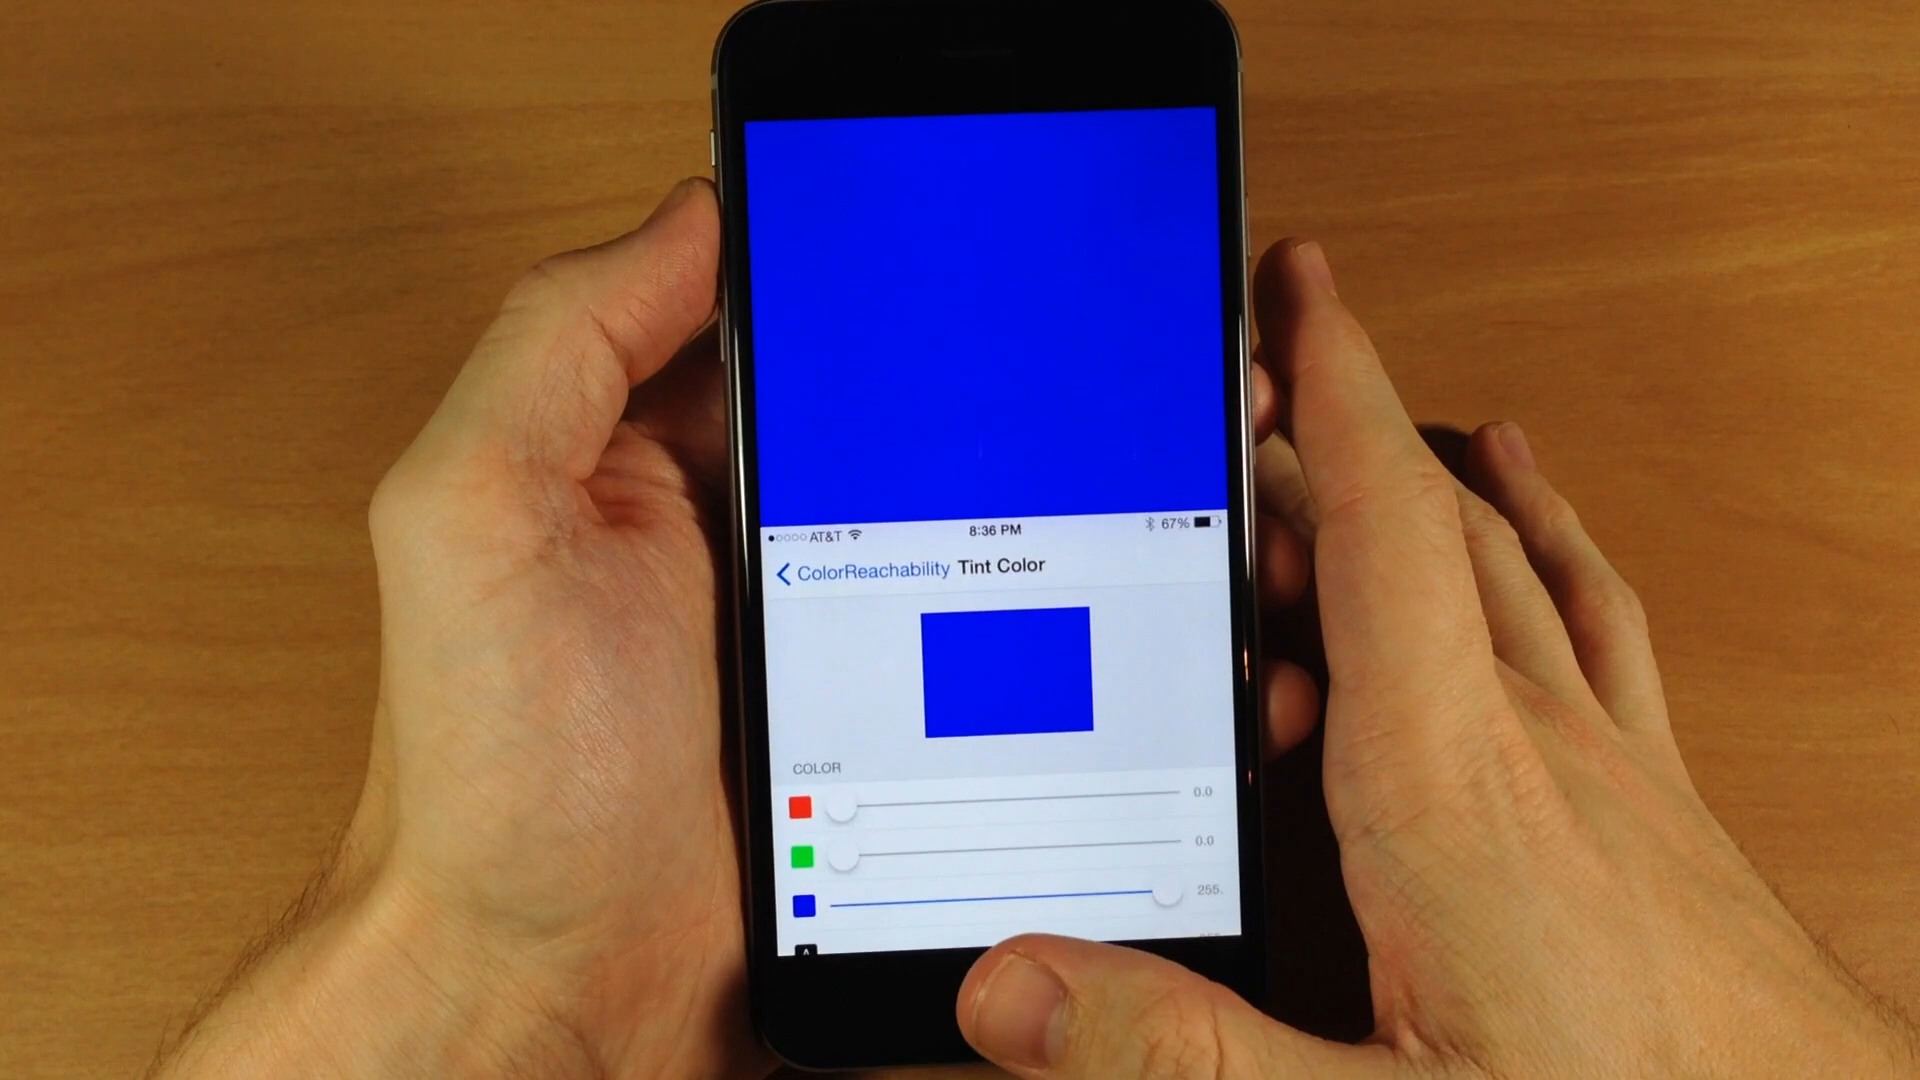 AT&T 8:36 PM 67%
ColorReachability Tint Color
COLOR
0.0
0.0
255.
A